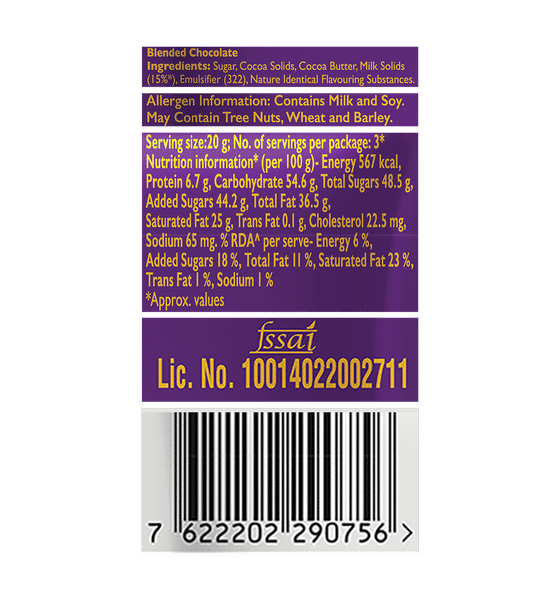 Blended Chocolate
Ingredients: Sugar, Cocoa Solids, Cocoa Butter, Milk Solids
(15%*), Emulsifier (322), Nature Identical Flavouring Substances.
Allergen Information: Contains Milk and Soy.
May Contain Tree Nuts, Wheat and Barley.
Serving size:20 g; No. of servings per package: 3*
Nutrition information* (per 100 g)- Energy 567 kcal,
Protein 6.7 g, Carbohydrate 54.6 g, Total Sugars 48.5 g,
Added Sugars 44.2 g, Total Fat 36.5 g,
Saturated Fat 25 g, Trans Fat 0.1 g, Cholesterol 22.5 mg,
Sodium 65 mg. % RDA^ per serve- Energy 6 %,
Added Sugars 18 %, Total Fat 11 %, Saturated Fat 23 %,
Trans Fat 1 %, Sodium 1 %
*Approx. values
fssai
Lic. No. 10014022002711
7 622202 290756 >